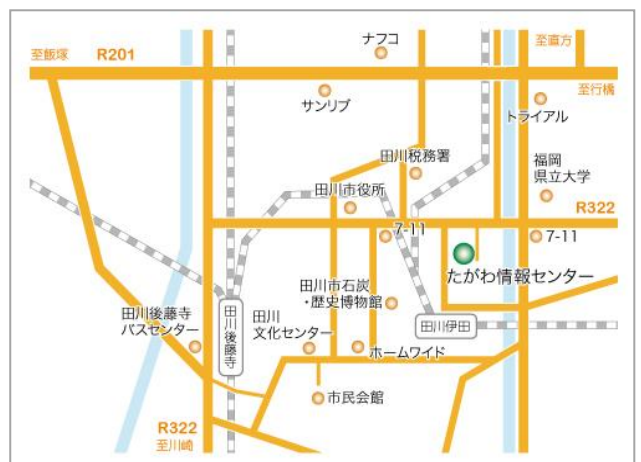 ナフコ
至直方
至飯塚
R201
至行橋
サンリブ
トライアル
田川税務署
福岡
県立大学
田川市役所
R322
7-11
7-11
たがわ情報センター
田川市石炭
・歴史博物館
田川後藤寺
バスセンター
田川後藤寺
田川
文化センター
田川伊田
ホームワイド
市民会館
R322
至川崎